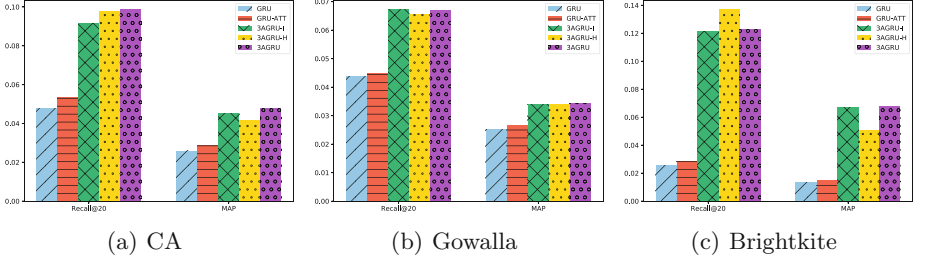 0.10
0.08
0.06
0.04
0.02
0.00
Recall@20
MAP
GRU
GRU-ATT
3AGRU-I
3AGRU-H
3AGRU
(a) CA
0.07
0.06
0.05
0.04
0.03
0.02
0.01
0.00
Recall@20
MAP
GRU
GRU-ATT
3AGRU-I
3AGRU-H
3AGRU
(b) Gowalla
0.14
0.12
0.10
0.08
0.06
0.04
0.02
0.00
Recall@20
MAP
GRU
GRU-ATT
3AGRU-I
3AGRU-H
3AGRU
(c) Brightkite